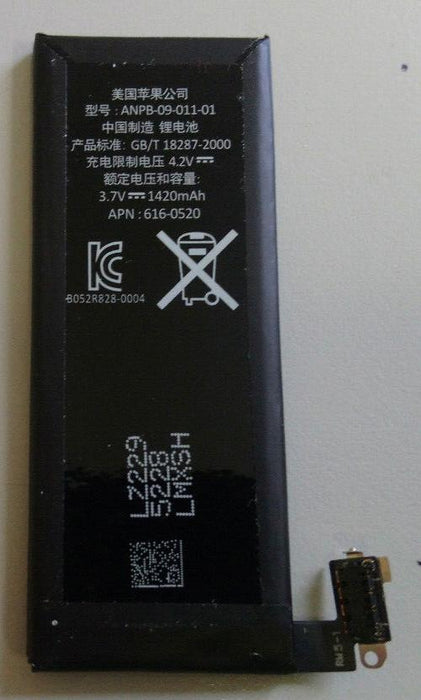 美国苹果公司
型号 : ANPB-09-011-01
中国制造 锂电池
产品标准: GB/T 18287-2000
充电限制电压 4.2V
额定电压和容量:
3.7V 1420mAh
APN : 616-0520
B052R828-0004
LZ229
5228
LMXSH